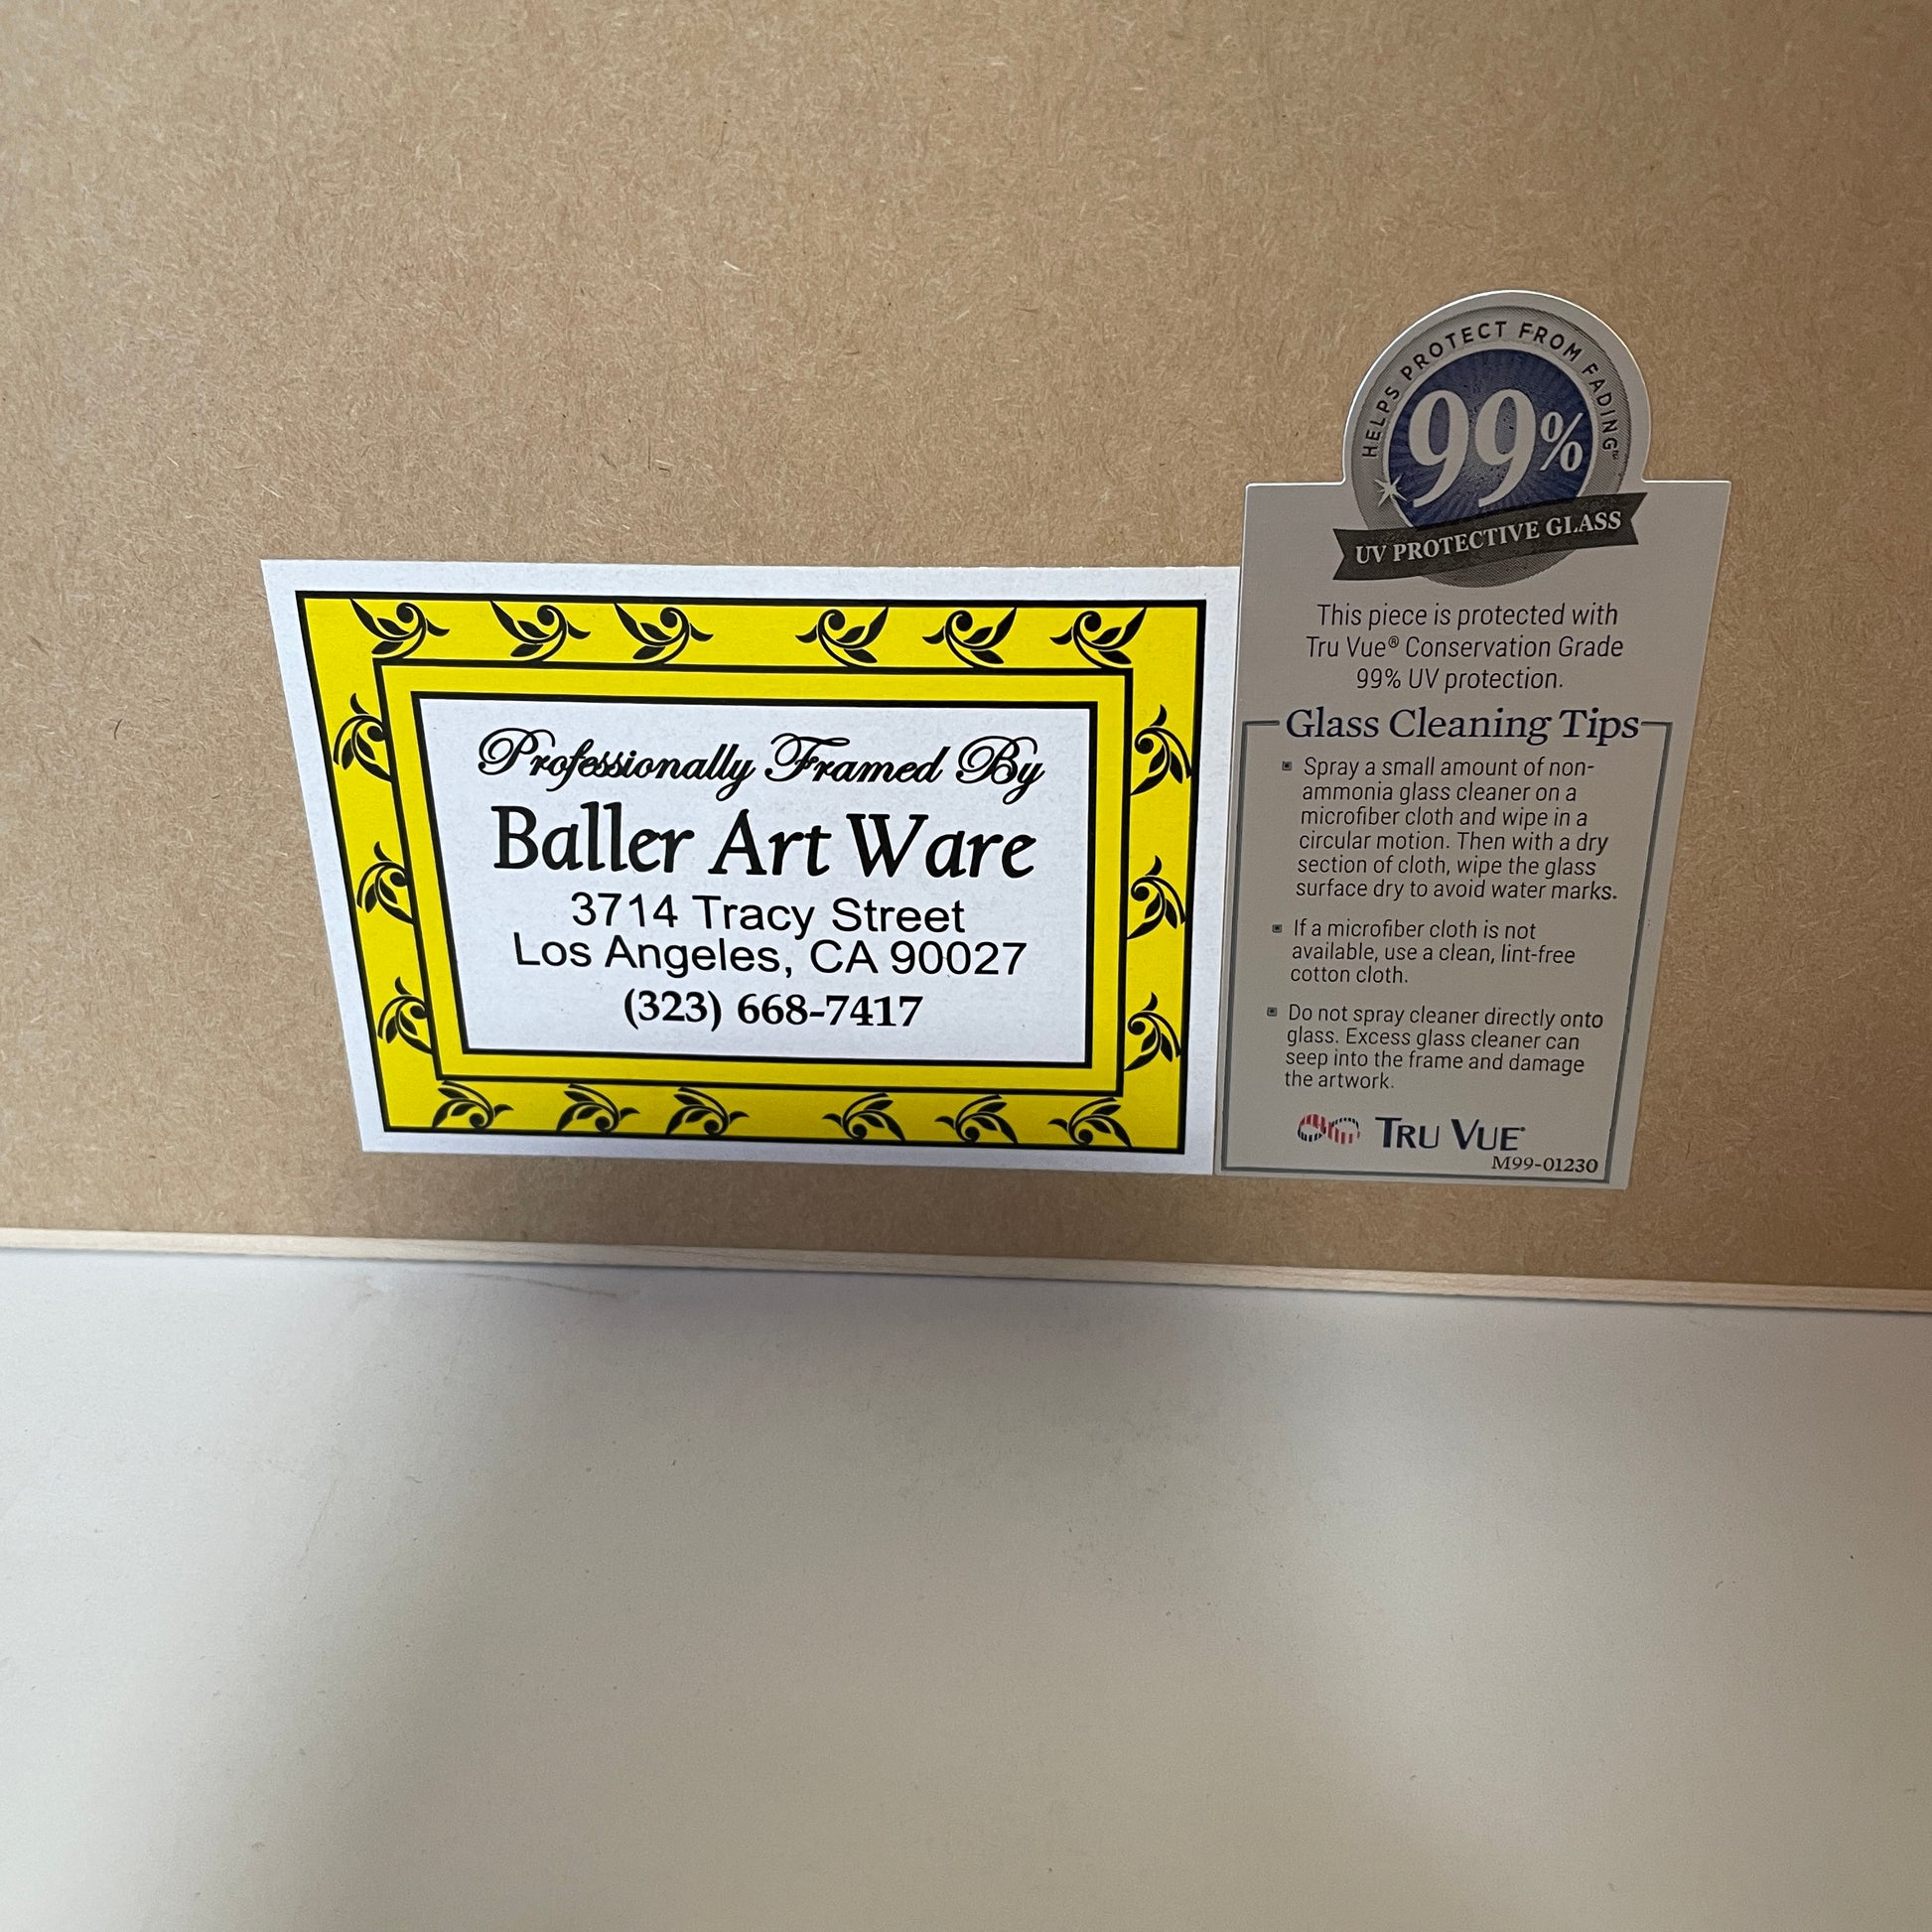 Professionally Framed By
Baller Art Ware
3714 Tracy Street
Los Angeles, CA 90027
(323) 668-7417
HELPS PROTECT FROM FADING
99%
UV PROTECTIVE GLASS
This piece is protected with
Tru Vue® Conservation Grade
99% UV protection.
Glass Cleaning Tips
Spray a small amount of non-
ammonia glass cleaner on a
microfiber cloth and wipe in a
circular motion. Then with a dry
section of cloth, wipe the glass
surface dry to avoid water marks.
If a microfiber cloth is not
available, use a clean, lint-free
cotton cloth.
Do not spray cleaner directly onto
glass. Excess glass cleaner can
seep into the frame and damage
the artwork.
TRU VUE
M99-01230